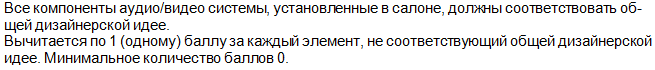 Все компоненты аудио/видео системы, установленные в салоне, должны соответствовать об-
щей дизайнерской идее.
Вычитается по 1 (одному) баллу за каждый элемент, не соответствующий общей дизайнерской
идее. Минимальное количество баллов 0.